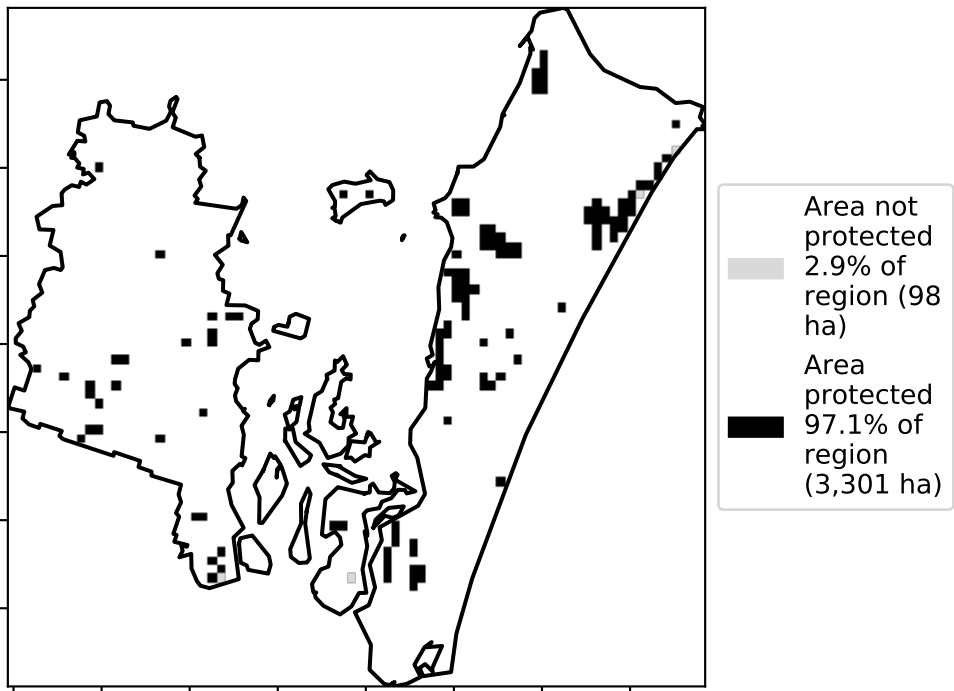 Area not
protected
2.9% of
region (98
ha)
Area
protected
97.1% of
region
(3,301 ha)